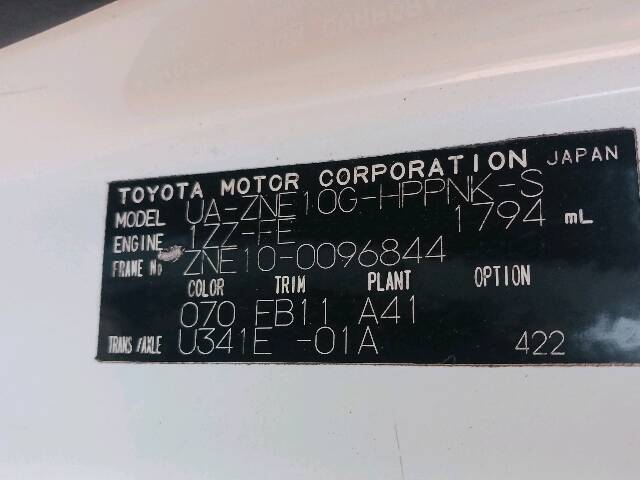 TOYOTA MOTOR CORPORATION JAPAN
MODEL UA-ZNE10G-HPPNK-S
ENGINE 1ZZ-FE 1794 mL
FRAME No ZNE10-0096844
COLOR TRIM PLANT OPTION
070 FB11 A41
TRANS/AXLE U341E -01A 422